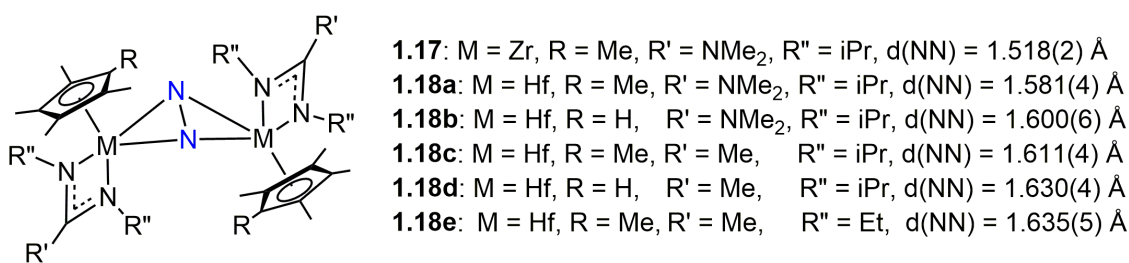 R'
R
R"
N
N
N
N
R"
M
M
R"
N
N
R"
R'
R
1.17: M = Zr, R = Me, R' = NMe₂, R" = iPr, d(NN) = 1.518(2) Å
1.18a: M = Hf, R = Me, R' = NMe₂, R" = iPr, d(NN) = 1.581(4) Å
1.18b: M = Hf, R = H, R' = NMe₂, R" = iPr, d(NN) = 1.600(6) Å
1.18c: M = Hf, R = Me, R' = Me, R" = iPr, d(NN) = 1.611(4) Å
1.18d: M = Hf, R = H, R' = Me, R" = iPr, d(NN) = 1.630(4) Å
1.18e: M = Hf, R = Me, R' = Me, R" = Et, d(NN) = 1.635(5) Å